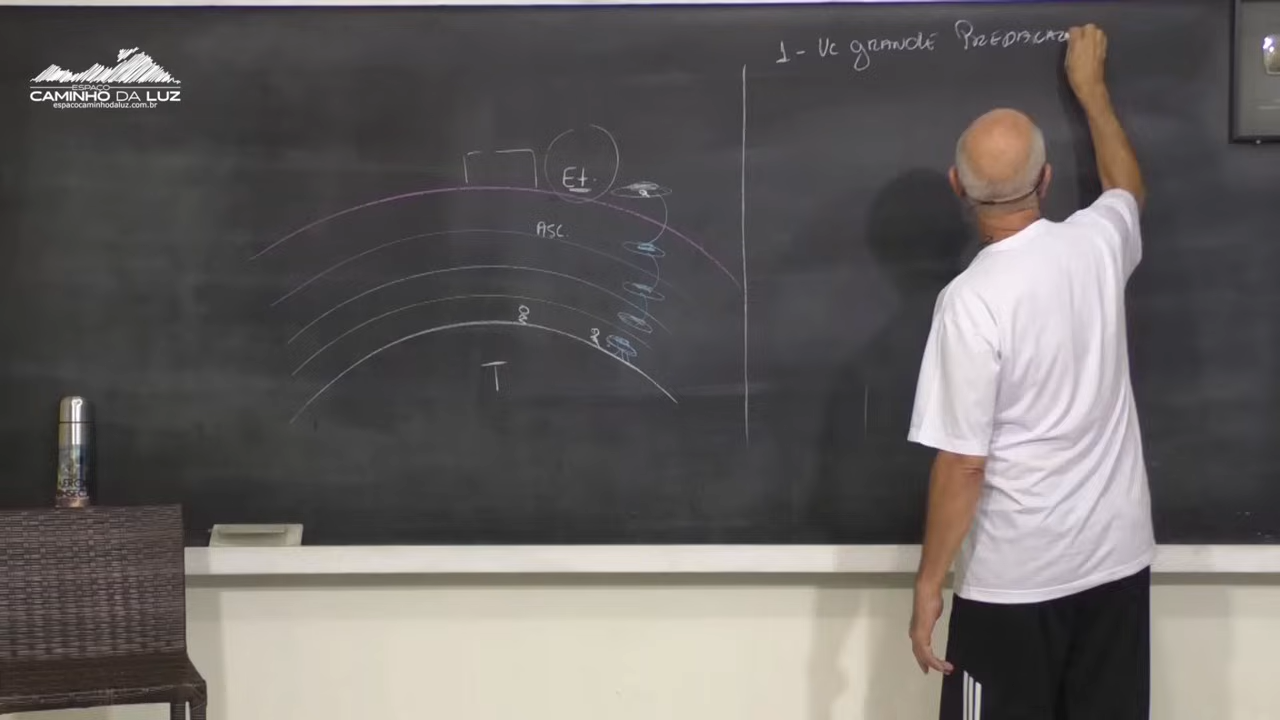 ESPAÇO
CAMINHO DA LUZ
espacocaminhodaluz.com.br
1 - Vc GRANDE
Et.
ASC.
T